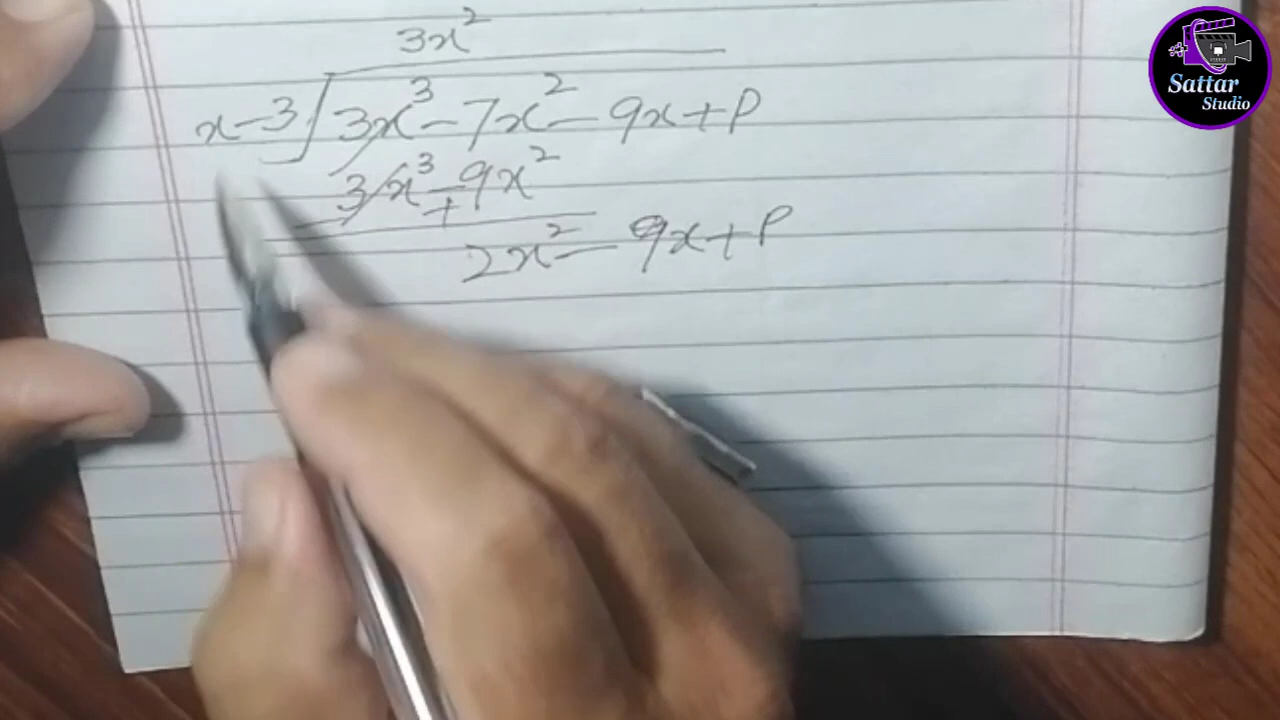 3x²
x-3 3x³-7x²-9x+P
3x³-9x²
+
2x²-9x+P
Sattar
Studio